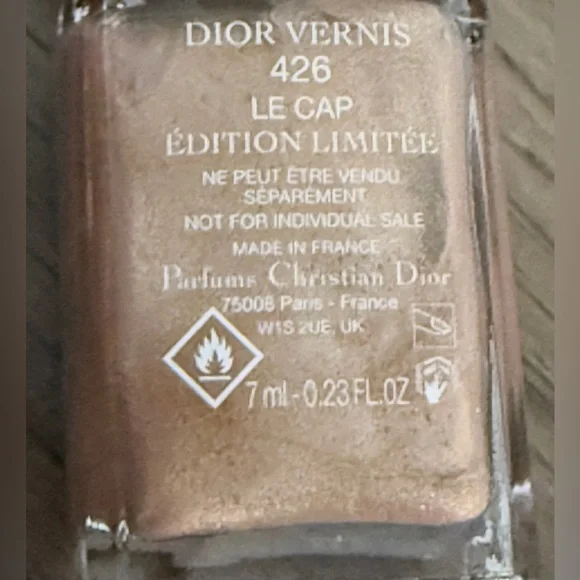 DIOR VERNIS
426
LE CAP
ÉDITION LIMITÉE
NE PEUT ÊTRE VENDU
SÉPARÉMENT
NOT FOR INDIVIDUAL SALE
MADE IN FRANCE
Parfums Christian Dior
75008 Paris - France
W1S 2UE, UK
7 ml - 0.23 FL.OZ